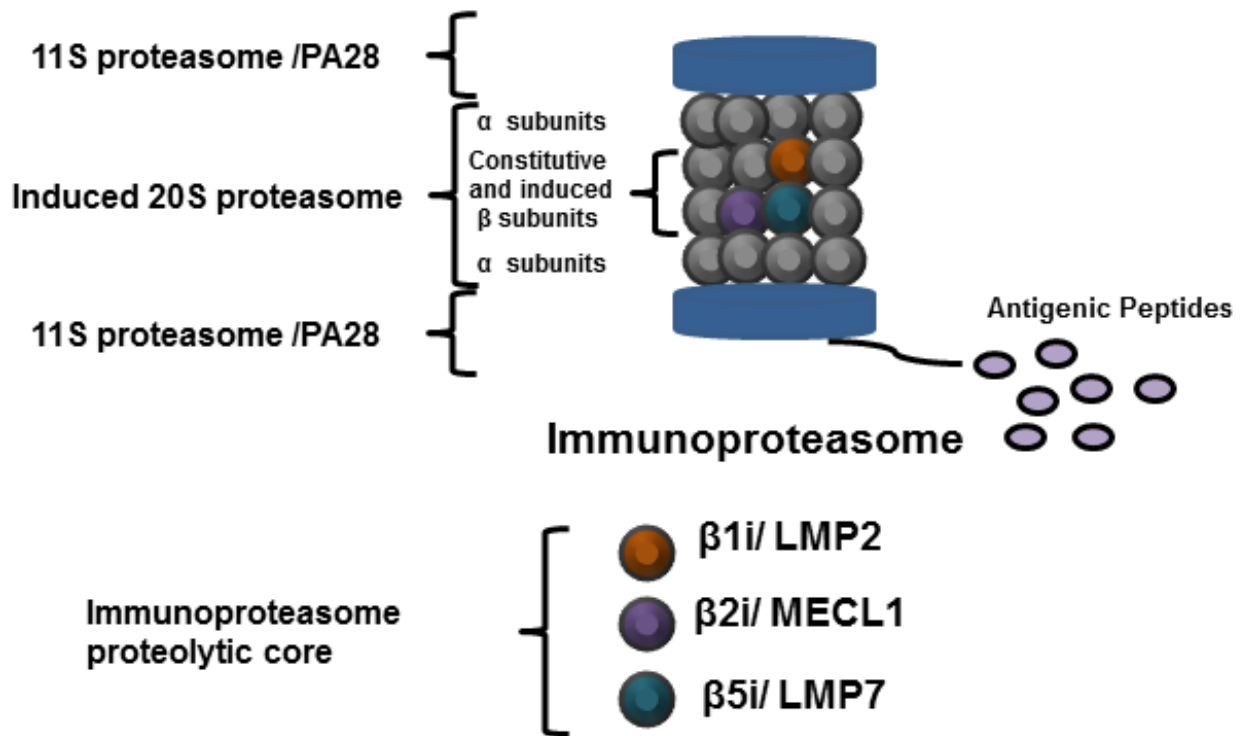 11S proteasome /PA28
α subunits
Constitutive
and induced
β subunits
α subunits
Induced 20S proteasome
11S proteasome /PA28
Antigenic Peptides
Immunoproteasome
Immunoproteasome
proteolytic core
β1i/ LMP2
β2i/ MECL1
β5i/ LMP7